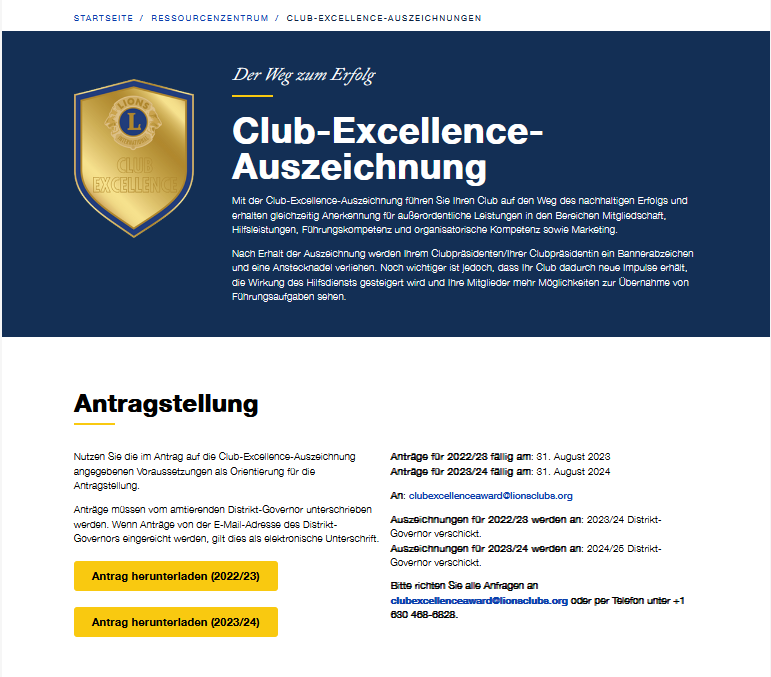 STARTSEITE / RESSOURCENZENTRUM / CLUB-EXCELLENCE-AUSZEICHNUNGEN
LIONS
L
INTERNATIONAL
CLUB
EXCELLENCE
Der Weg zum Erfolg
Club-Excellence-
Auszeichnung
Mit der Club-Excellence-Auszeichnung führen Sie Ihren Club auf den Weg des nachhaltigen Erfolgs und
erhalten gleichzeitig Anerkennung für außerordentliche Leistungen in den Bereichen Mitgliedschaft,
Hilfsleistungen, Führungskompetenz und organisatorische Kompetenz sowie Marketing.
Nach Erhalt der Auszeichnung werden Ihrem Clubpräsidenten/Ihrer Clubpräsidentin ein Bannerabzeichen
und eine Anstecknadel verliehen. Noch wichtiger ist jedoch, dass Ihr Club dadurch neue Impulse erhält,
die Wirkung des Hilfsdiensts gesteigert wird und Ihre Mitglieder mehr Möglichkeiten zur Übernahme von
Führungsaufgaben sehen.
Antragstellung
Nutzen Sie die im Antrag auf die Club-Excellence-Auszeichnung
angegebenen Voraussetzungen als Orientierung für die
Antragstellung.
Anträge müssen vom amtierenden Distrikt-Governor unterschrieben
werden. Wenn Anträge von der E-Mail-Adresse des Distrikt-
Governors eingereicht werden, gilt dies als elektronische Unterschrift.
Antrag herunterladen (2022/23)
Antrag herunterladen (2023/24)
Anträge für 2022/23 fällig am: 31. August 2023
Anträge für 2023/24 fällig am: 31. August 2024
An: clubexcellenceaward@lionsclubs.org
Auszeichnungen für 2022/23 werden an: 2023/24 Distrikt-
Governor verschickt.
Auszeichnungen für 2023/24 werden an: 2024/25 Distrikt-
Governor verschickt.
Bitte richten Sie alle Anfragen an
clubexcellenceaward@lionsclubs.org oder per Telefon unter +1
630 468-6828.